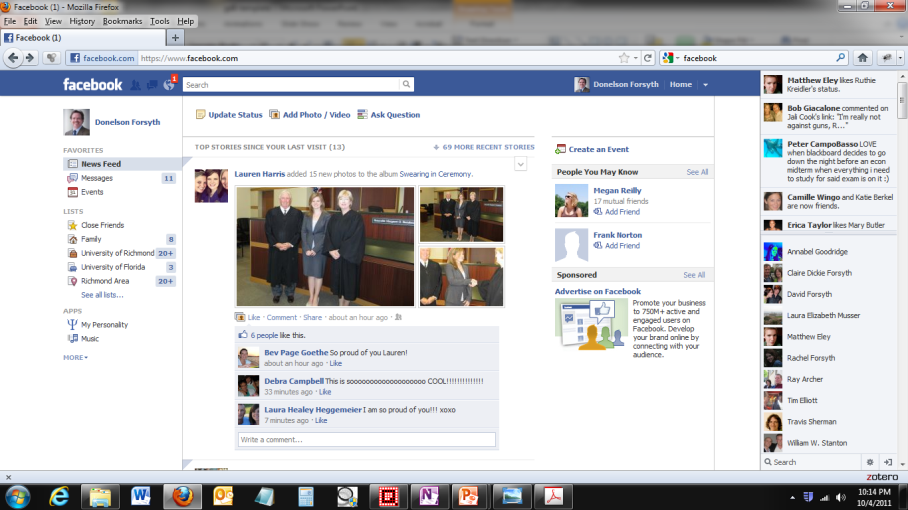 Facebook (1) - Mozilla Firefox
File Edit View History Bookmarks Tools Help
Facebook (1)
facebook.com https://www.facebook.com
facebook
facebook
1
Search
Donelson Forsyth Home
Donelson Forsyth
FAVORITES
News Feed
Messages 11
Events
LISTS
Close Friends
Family 8
University of Richmond 20+
University of Florida 3
Richmond Area 20+
See all lists...
APPS
My Personality
Music
MORE
Update Status Add Photo / Video Ask Question
TOP STORIES SINCE YOUR LAST VISIT (13) 69 MORE RECENT STORIES
Lauren Harris added 15 new photos to the album Swearing in Ceremony.
Like · Comment · Share · about an hour ago ·
6 people like this.
Bev Page Goethe So proud of you Lauren!
about an hour ago · Like
Debra Campbell This is sooooooooooooooooooo COOL!!!!!!!!!!!!!!
33 minutes ago · Like
Laura Healey Heggemeier I am so proud of you!!! xoxo
7 minutes ago · Like
Write a comment...
Create an Event
People You May Know See All
Megan Reilly
17 mutual friends
Add Friend
Frank Norton
Add Friend
Sponsored See All
Advertise on Facebook
Promote your
business to
750M+ active and
engaged users on
Facebook. Develop
your brand online by
connecting with your
audience.
Matthew Eley likes Ruthie
Kreidler's status.
Bob Giacalone commented on
Jali Cook's link: "I'm really not
against guns, R..."
Peter CampoBasso LOVE
when blackboard decides to go
down the night before an econ
midterm when everything i need
to study for said exam is on it :)
Camille Wingo and Katie Berkel
are now friends.
Erica Taylor likes Mary Butler
Annabel Goodridge
Claire Dickie Forsyth
David Forsyth
Laura Elizabeth Musser
Matthew Eley
Rachel Forsyth
Ray Archer
Tim Elliott
Travis Sherman
William W. Stanton
Search
zotero
10:14 PM
10/4/2011